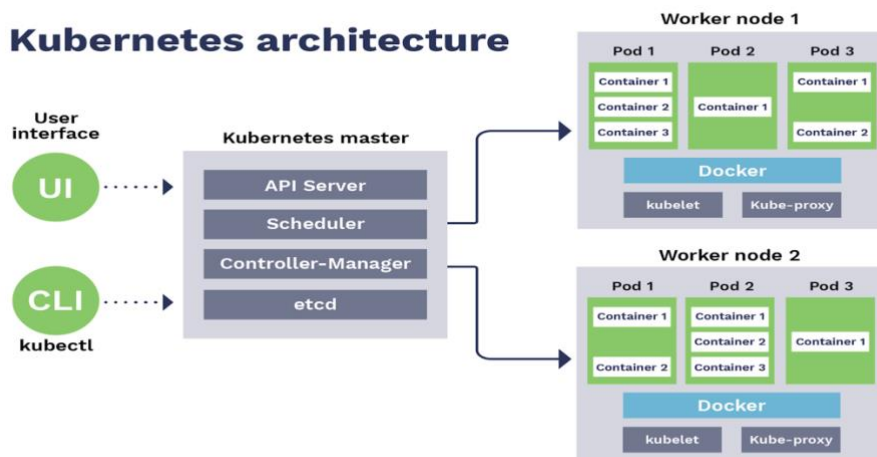 Kubernetes architecture
User
interface
UI
CLI
kubectl
Kubernetes master
API Server
Scheduler
Controller-Manager
etcd
Worker node 1
Pod 1
Container 1
Container 2
Container 3
Pod 2
Container 1
Pod 3
Container 1
Container 2
Docker
kubelet
Kube-proxy
Worker node 2
Pod 1
Container 1
Container 2
Pod 2
Container 1
Container 2
Container 3
Pod 3
Container 1
Docker
kubelet
Kube-proxy